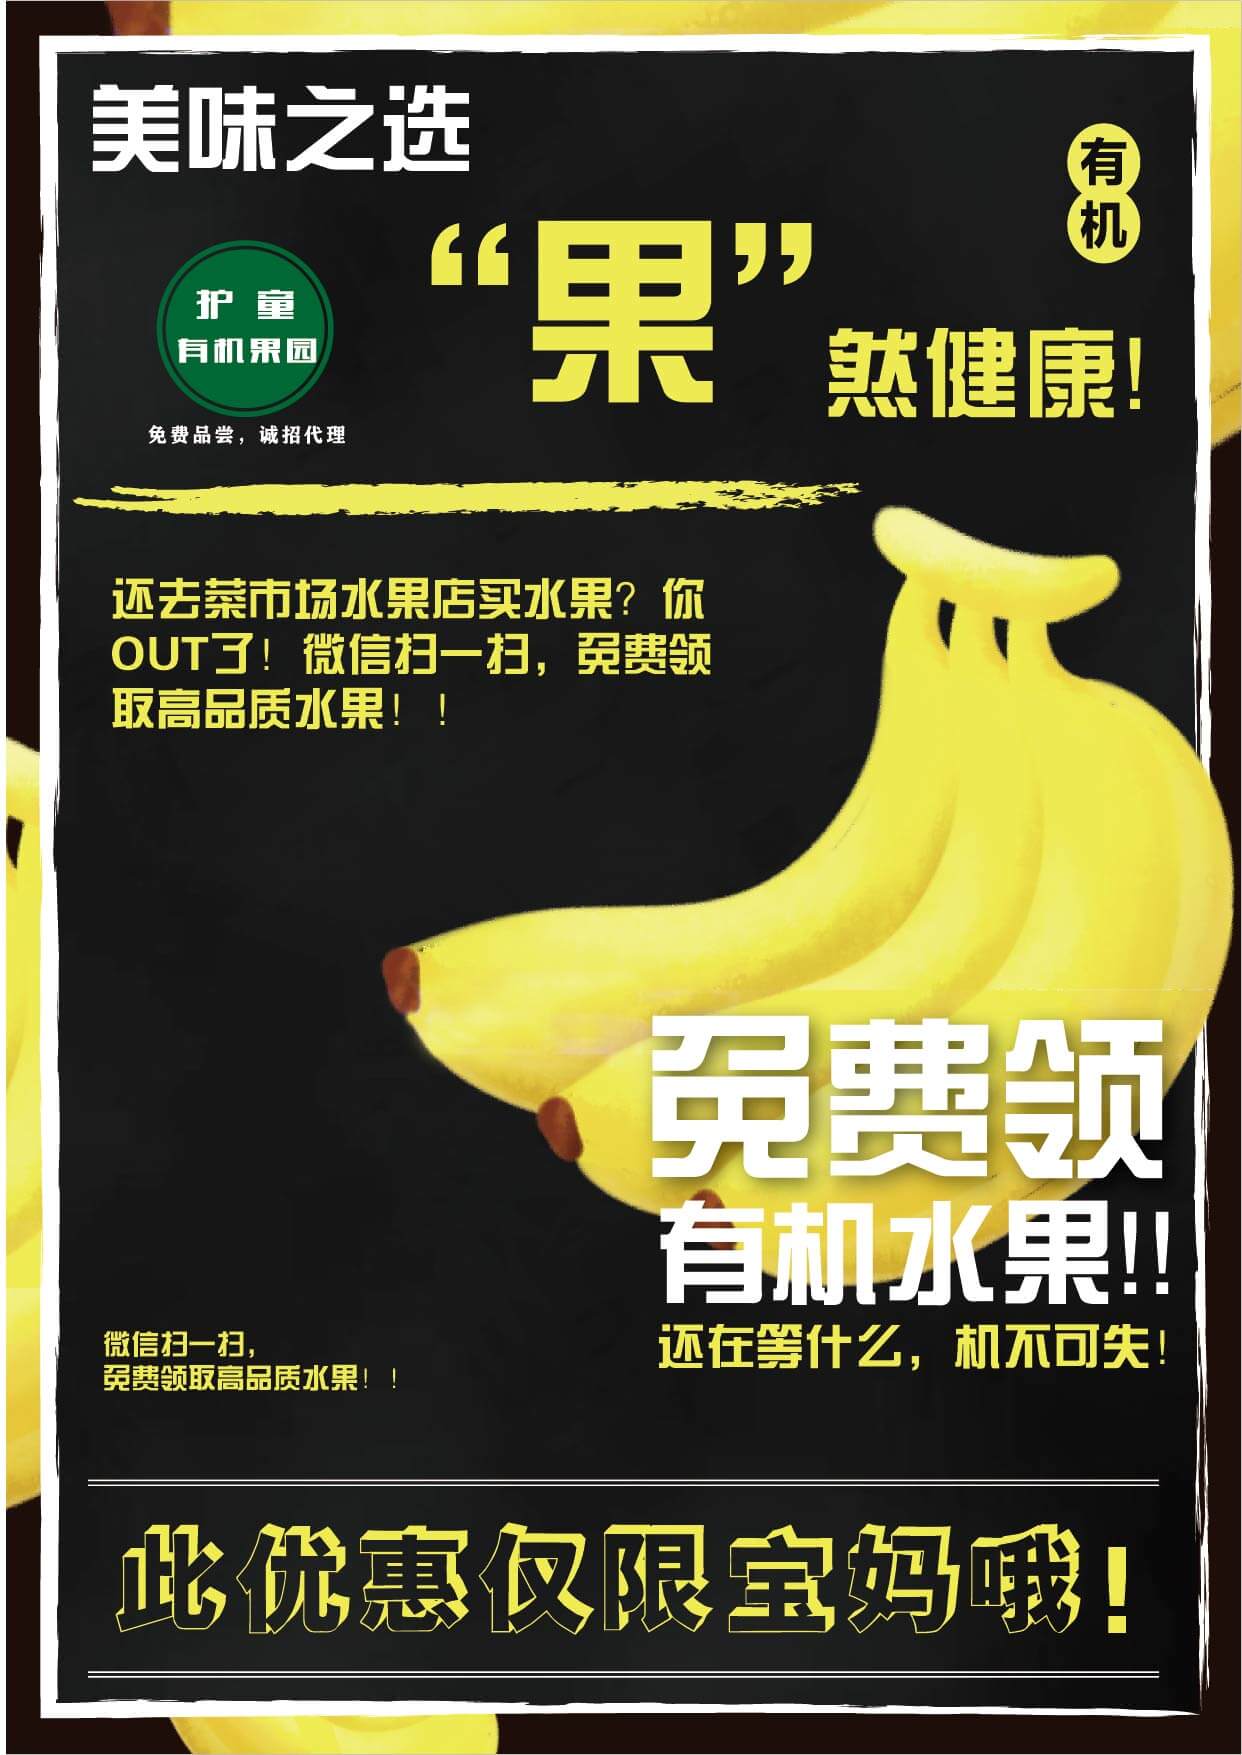 美味之选
有机
“果”
然健康!
护 童
有机果园
免费品尝，诚招代理
还去菜市场水果店买水果？你
OUT了！微信扫一扫，免费领
取高品质水果！！
免费领
有机水果!!
还在等什么，机不可失!
微信扫一扫，
免费领取高品质水果！！
此优惠仅限宝妈哦!